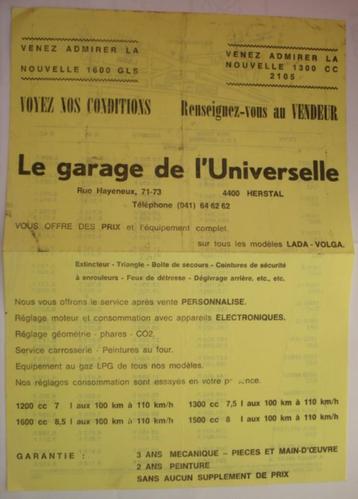 VENEZ ADMIRER LA
NOUVELLE 1600 GLS
VENEZ ADMIRER LA
NOUVELLE 1300 CC
2105
VOYEZ NOS CONDITIONS
Renseignez-vous au VENDEUR
Le garage de l'Universelle
Rue Hayeneux, 71-73 4400 HERSTAL
Téléphone (041) 64 62 62
VOUS OFFRE DES PRIX et l'équipement complet
sur tous les modèles LADA - VOLGA.
Extincteur - Triangle - Boîte de secours - Ceintures de sécurité
à enrouleurs - Feux de détresse - Dégivrage arrière, etc., etc.
Nous vous offrons le service après vente PERSONNALISE.
Réglage moteur et consommation avec appareils ELECTRONIQUES.
Réglage géométrie - phares - CO2.
Service carrosserie - Peintures au four.
Equipement au gaz LPG de tous nos modèles.
Nos réglages consommation sont essayés en votre
1200 cc 7 l aux 100 km à 110 km/h 1300 cc 7,5 l aux 100 km à 110 km/h
1600 cc 8,5 l aux 100 km à 110 km/h 1500 cc 8 l aux 100 km à 110 km/h
GARANTIE : 3 ANS MECANIQUE - PIECES ET MAIN-D'ŒUVRE
2 ANS PEINTURE
SANS AUCUN SUPPLEMENT DE PRIX